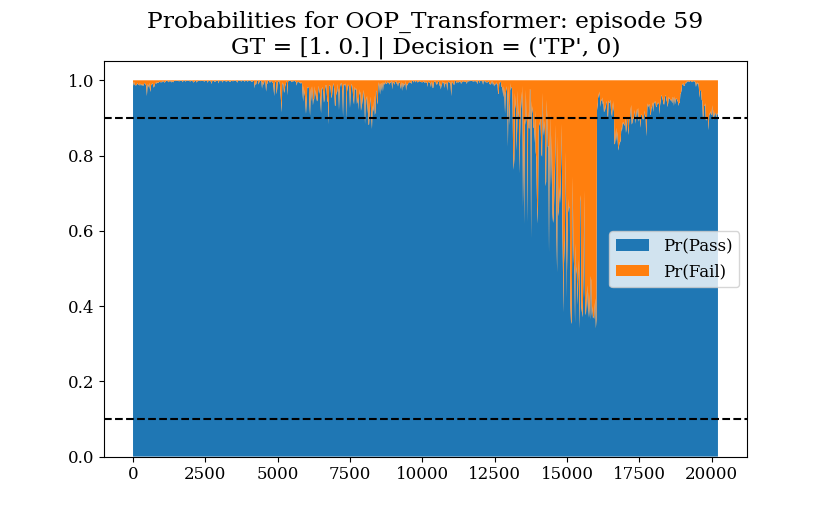 Probabilities for OOP_Transformer: episode 59
GT = [1. 0.] | Decision = ('TP', 0)
1.0
0.8
0.6
0.4
0.2
0.0
Pr(Pass)
Pr(Fail)
0 2500 5000 7500 10000 12500 15000 17500 20000